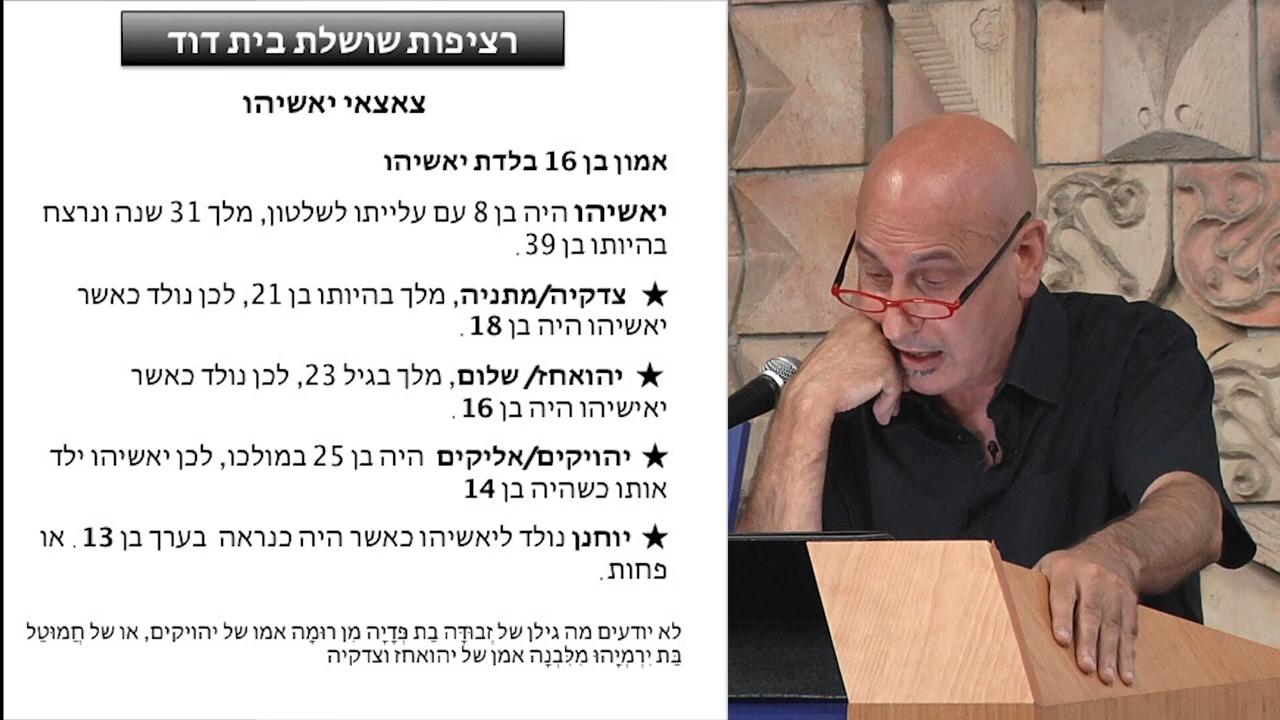 רציפות שושלת בית דוד
צאצאי יאשיהו
אמון בן 16 בלדת יאשיהו
יאשיהו היה בן 8 עם עלייתו לשלטון, מלך 31 שנה ונרצח
בהיותו בן 39.
★ צדקיה/מתניה, מלך בהיותו בן 21, לכן נולד כאשר
יאשיהו היה בן 18.
★ יהואחז/ שלום, מלך בגיל 23, לכן נולד כאשר
יאישיהו היה בן 16.
★ יהויקים/אליקים היה בן 25 במולכו, לכן יאשיהו ילד
אותו כשהיה בן 14
★ יוחנן נולד ליאשיהו כאשר היה כנראה בערך בן 13. או
פחות.
לא יודעים מה גילן של זְבוּדָּה בַת פְּדָיָה מִן רוּמָה אמו של יהויקים, או של חֲמוּטַל
בַּת יִרְמְיָהוּ מִלִּבְנָה אמן של יהואחז וצדקיה